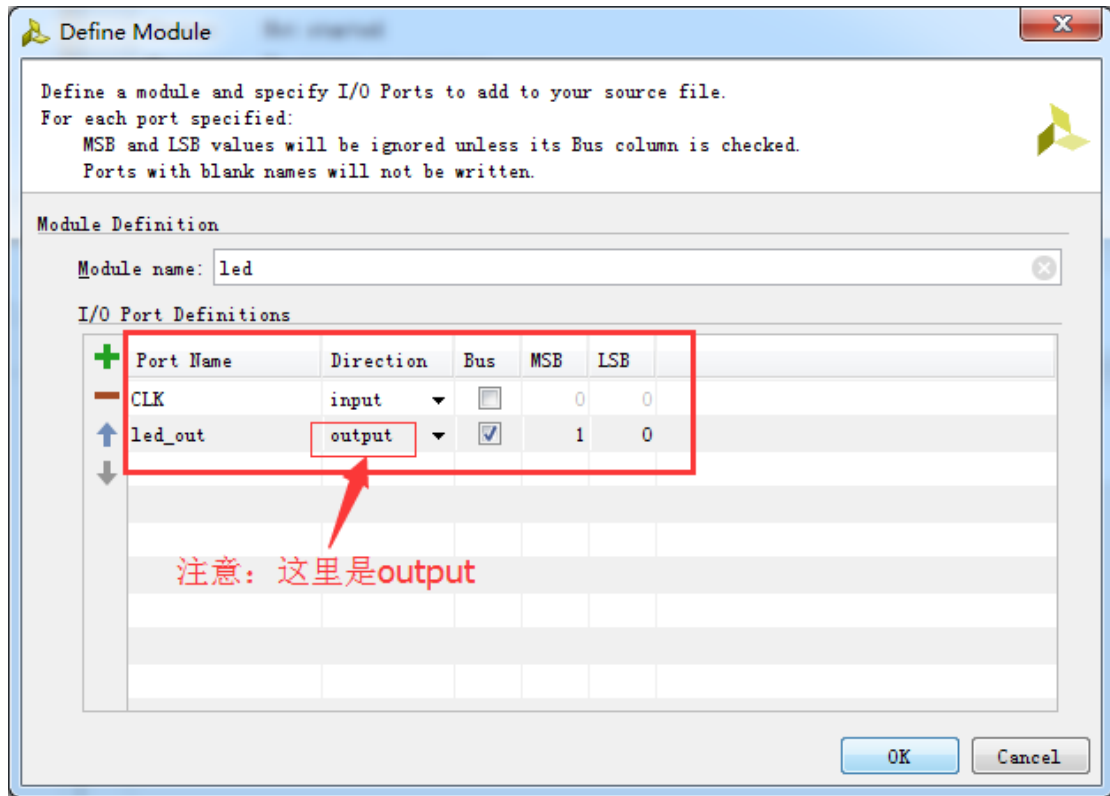 Define Module
Define a module and specify I/O Ports to add to your source file.
For each port specified:
MSB and LSB values will be ignored unless its Bus column is checked.
Ports with blank names will not be written.
Module Definition
Module name: led
I/O Port Definitions
Port Name Direction Bus MSB LSB
CLK input 0 0
led_out output 1 0
注意：这里是output
OK Cancel